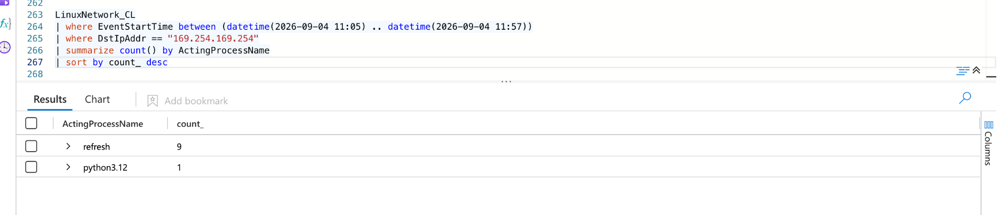 262
263 LinuxNetwork_CL
264 | where EventStartTime between (datetime(2026-09-04 11:05) .. datetime(2026-09-04 11:57))
265 | where DstIpAddr == "169.254.169.254"
266 | summarize count() by ActingProcessName
267 | sort by count_ desc
268
...
Results Chart Add bookmark
ActingProcessName count_
refresh 9
python3.12 1
Columns
fx}